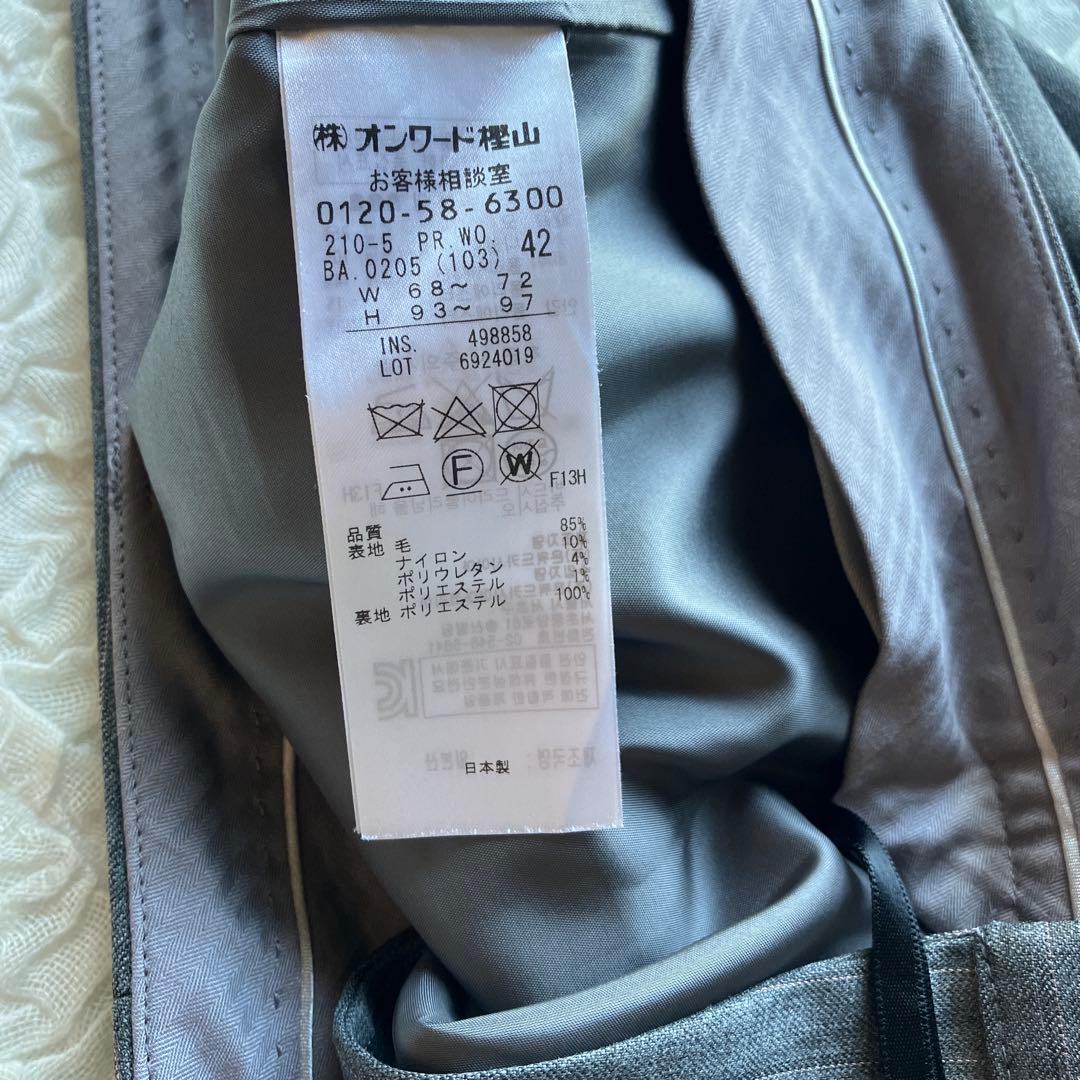 ㈱オンワード樫山
お客様相談室
0120-58-6300
210-5 PR.WO. 42
BA.0205 (103)
W 68～ 72
H 93～ 97
INS. 498858
LOT 6924019
F
W
F13H
品質
表地 毛 85%
ナイロン 10%
ポリウレタン 4%
ポリエステル 1%
裏地 ポリエステル 100%
日本製